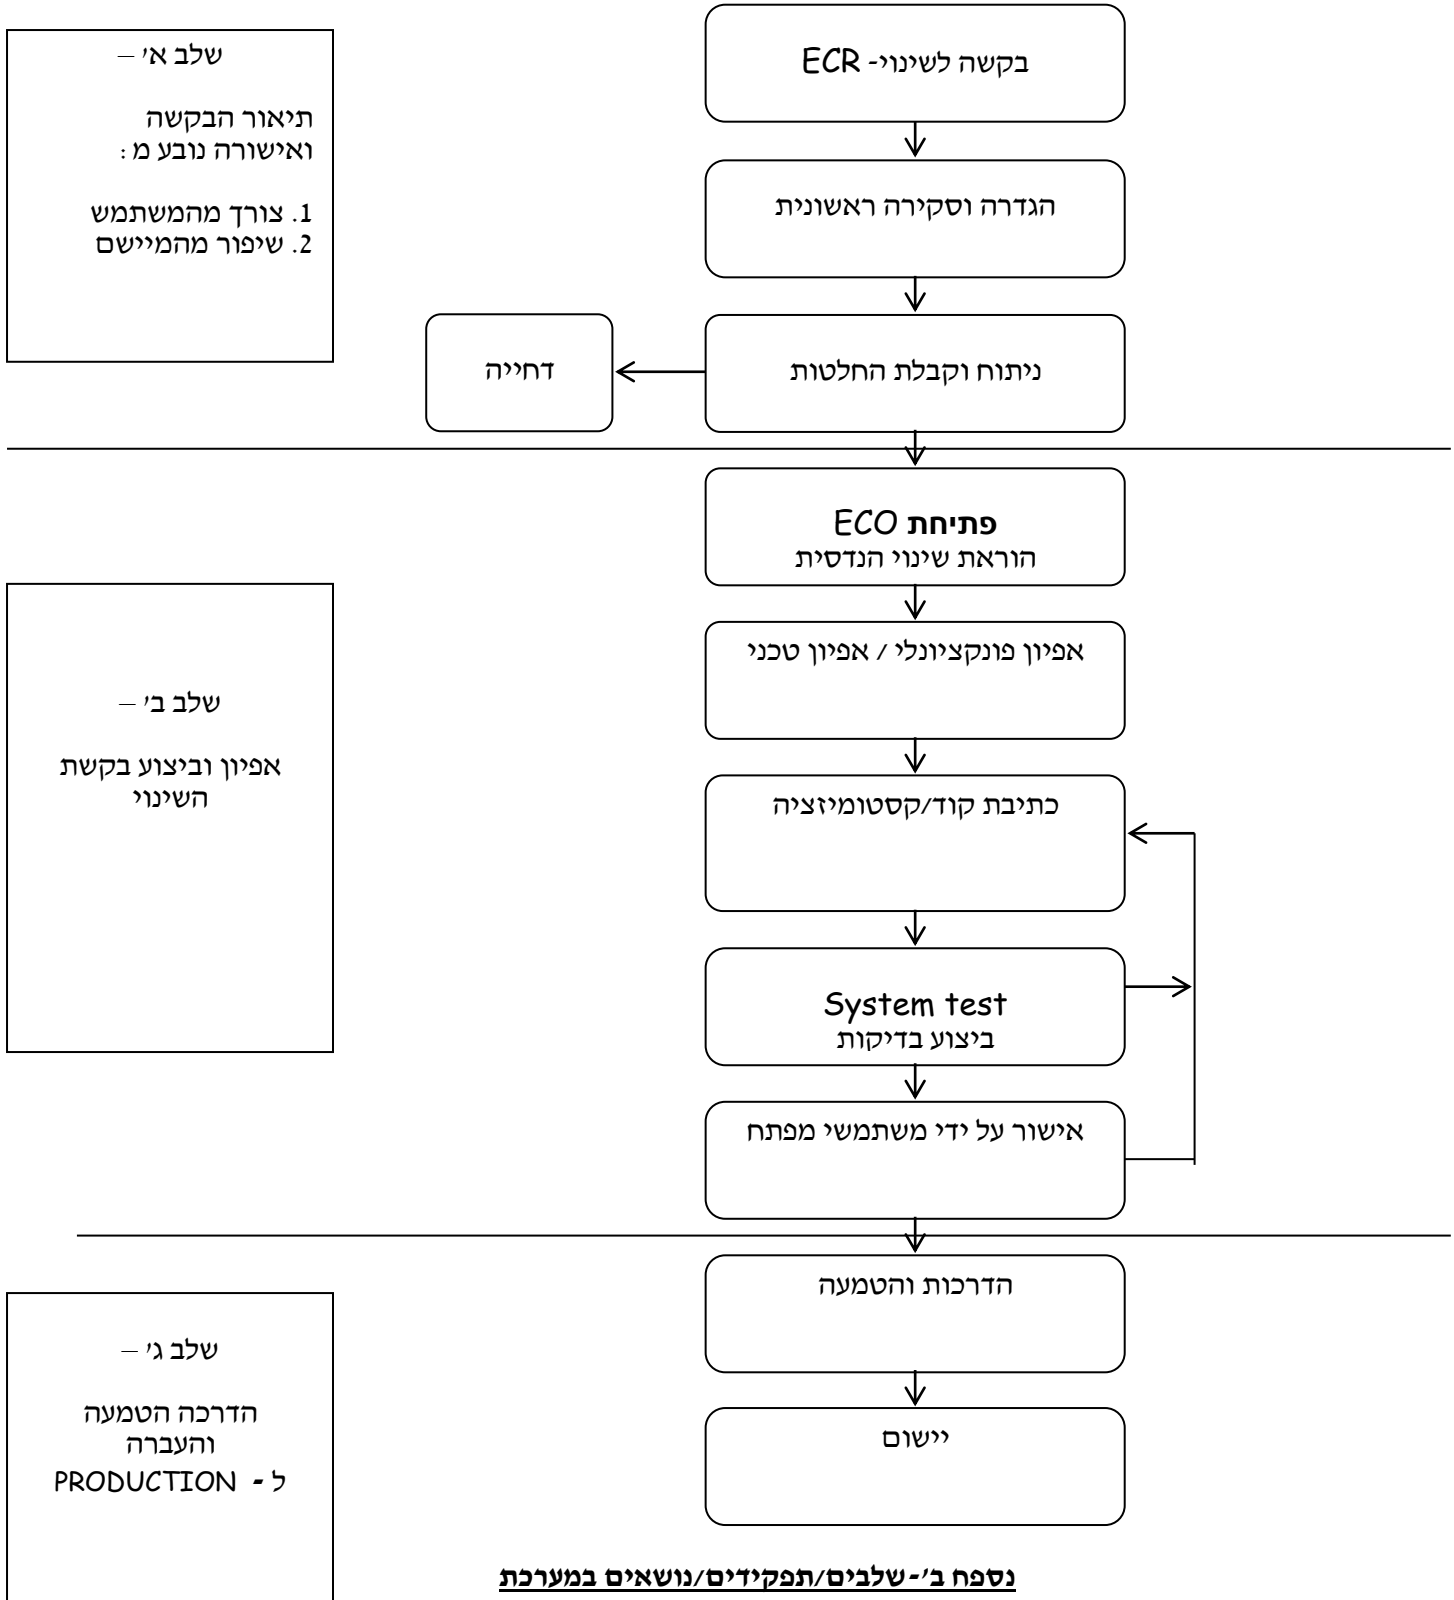 שלב א' –
תיאור הבקשה
ואישורה נובע מ :
1. צורך מהמשתמש
2. שיפור מהמיישם
בקשה לשינוי- ECR
הגדרה וסקירה ראשונית
ניתוח וקבלת החלטות
דחייה
פתיחת ECO
הוראת שינוי הנדסית
אפיון פונקציונלי / אפיון טכני
כתיבת קוד/קסטומיזציה
System test
ביצוע בדיקות
אישור על ידי משתמשי מפתח
שלב ב' –
אפיון וביצוע בקשת
השינוי
הדרכות והטמעה
יישום
שלב ג' –
הדרכה הטמעה
והעברה
ל - PRODUCTION
נספח ב'-שלבים/תפקידים/נושאים במערכת